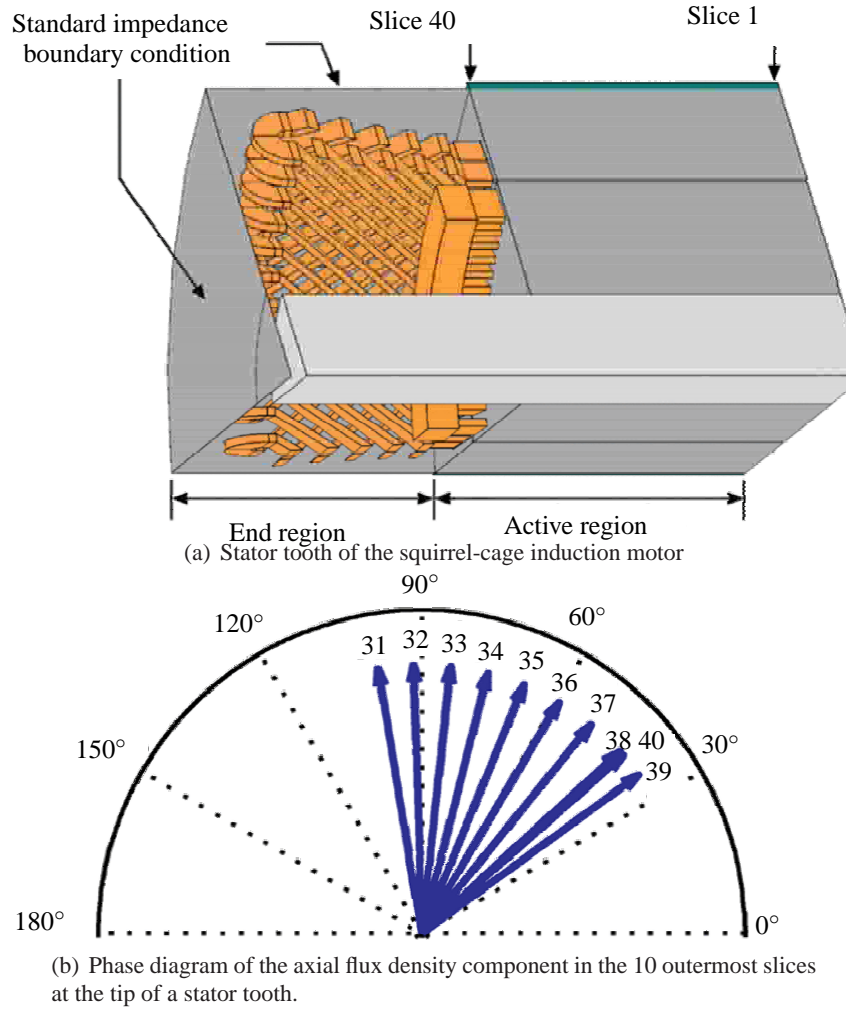 Standard impedance
boundary condition
Slice 40
Slice 1
End region
Active region
(a) Stator tooth of the squirrel-cage induction motor
90°
120°
60°
31
32
33
34
35
36
37
38 40
39
150°
30°
180°
0°
(b) Phase diagram of the axial flux density component in the 10 outermost slices
at the tip of a stator tooth.